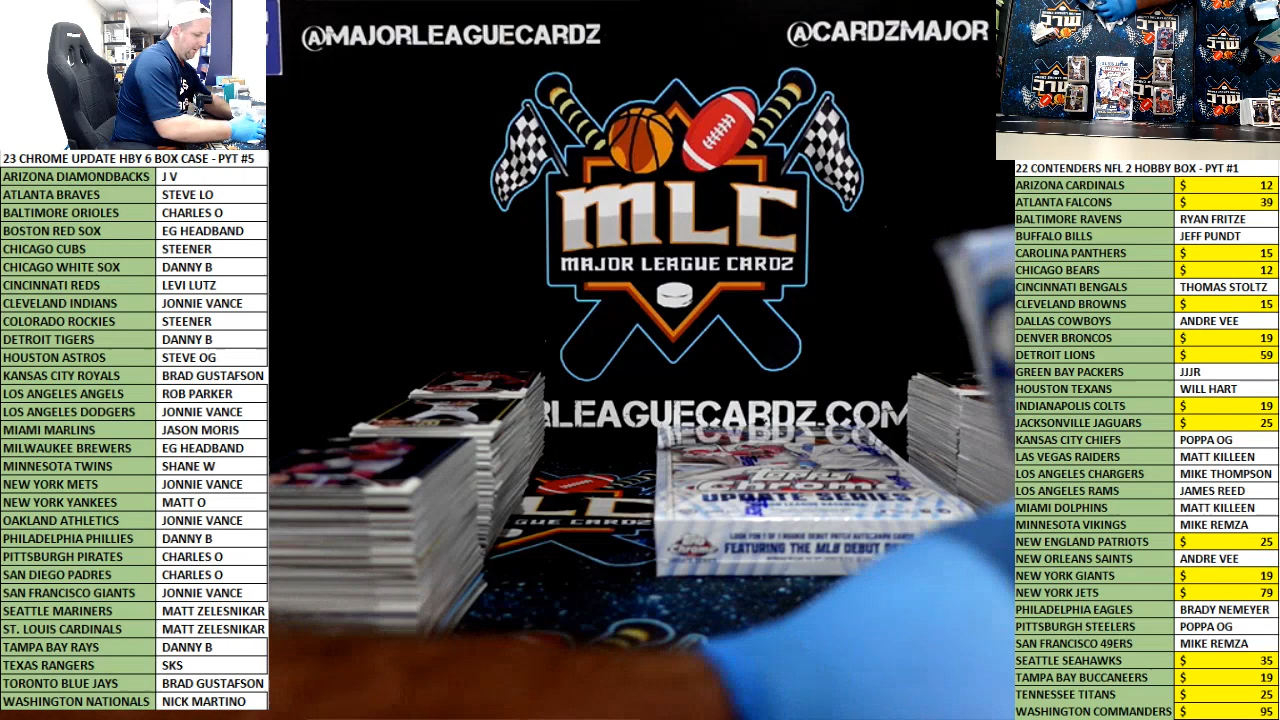 @MAJORLEAGUECARDZ
@CARDZMAJOR
MLC
MAJOR LEAGUE CARDZ
RLEAGUECARDZ.COM
23 CHROME UPDATE HBY 6 BOX CASE - PYT #5
ARIZONA DIAMONDBACKS J V
ATLANTA BRAVES STEVE LO
BALTIMORE ORIOLES CHARLES O
BOSTON RED SOX EG HEADBAND
CHICAGO CUBS STEENER
CHICAGO WHITE SOX DANNY B
CINCINNATI REDS LEVI LUTZ
CLEVELAND INDIANS JONNIE VANCE
COLORADO ROCKIES STEENER
DETROIT TIGERS DANNY B
HOUSTON ASTROS STEVE OG
KANSAS CITY ROYALS BRAD GUSTAFSON
LOS ANGELES ANGELS ROB PARKER
LOS ANGELES DODGERS JONNIE VANCE
MIAMI MARLINS JASON MORIS
MILWAUKEE BREWERS EG HEADBAND
MINNESOTA TWINS SHANE W
NEW YORK METS JONNIE VANCE
NEW YORK YANKEES MATT O
OAKLAND ATHLETICS JONNIE VANCE
PHILADELPHIA PHILLIES DANNY B
PITTSBURGH PIRATES CHARLES O
SAN DIEGO PADRES CHARLES O
SAN FRANCISCO GIANTS JONNIE VANCE
SEATTLE MARINERS MATT ZELESNIKAR
ST. LOUIS CARDINALS MATT ZELESNIKAR
TAMPA BAY RAYS DANNY B
TEXAS RANGERS SKS
TORONTO BLUE JAYS BRAD GUSTAFSON
WASHINGTON NATIONALS NICK MARTINO
UPDATE SERIES
FEATURING THE MLB DEBUT
GUE CARDZ
22 CONTENDERS NFL 2 HOBBY BOX - PYT #1
ARIZONA CARDINALS $ 12
ATLANTA FALCONS $ 39
BALTIMORE RAVENS RYAN FRITZE
BUFFALO BILLS JEFF PUNDT
CAROLINA PANTHERS $ 15
CHICAGO BEARS $ 12
CINCINNATI BENGALS THOMAS STOLTZ
CLEVELAND BROWNS $ 15
DALLAS COWBOYS ANDRE VEE
DENVER BRONCOS $ 19
DETROIT LIONS $ 59
GREEN BAY PACKERS JJJR
HOUSTON TEXANS WILL HART
INDIANAPOLIS COLTS $ 19
JACKSONVILLE JAGUARS $ 25
KANSAS CITY CHIEFS POPPA OG
LAS VEGAS RAIDERS MATT KILLEEN
LOS ANGELES CHARGERS MIKE THOMPSON
LOS ANGELES RAMS JAMES REED
MIAMI DOLPHINS MATT KILLEEN
MINNESOTA VIKINGS MIKE REMZA
NEW ENGLAND PATRIOTS $ 25
NEW ORLEANS SAINTS ANDRE VEE
NEW YORK GIANTS $ 19
NEW YORK JETS $ 79
PHILADELPHIA EAGLES BRADY NEMEYER
PITTSBURGH STEELERS POPPA OG
SAN FRANCISCO 49ERS MIKE REMZA
SEATTLE SEAHAWKS $ 35
TAMPA BAY BUCCANEERS $ 19
TENNESSEE TITANS $ 25
WASHINGTON COMMANDERS $ 95